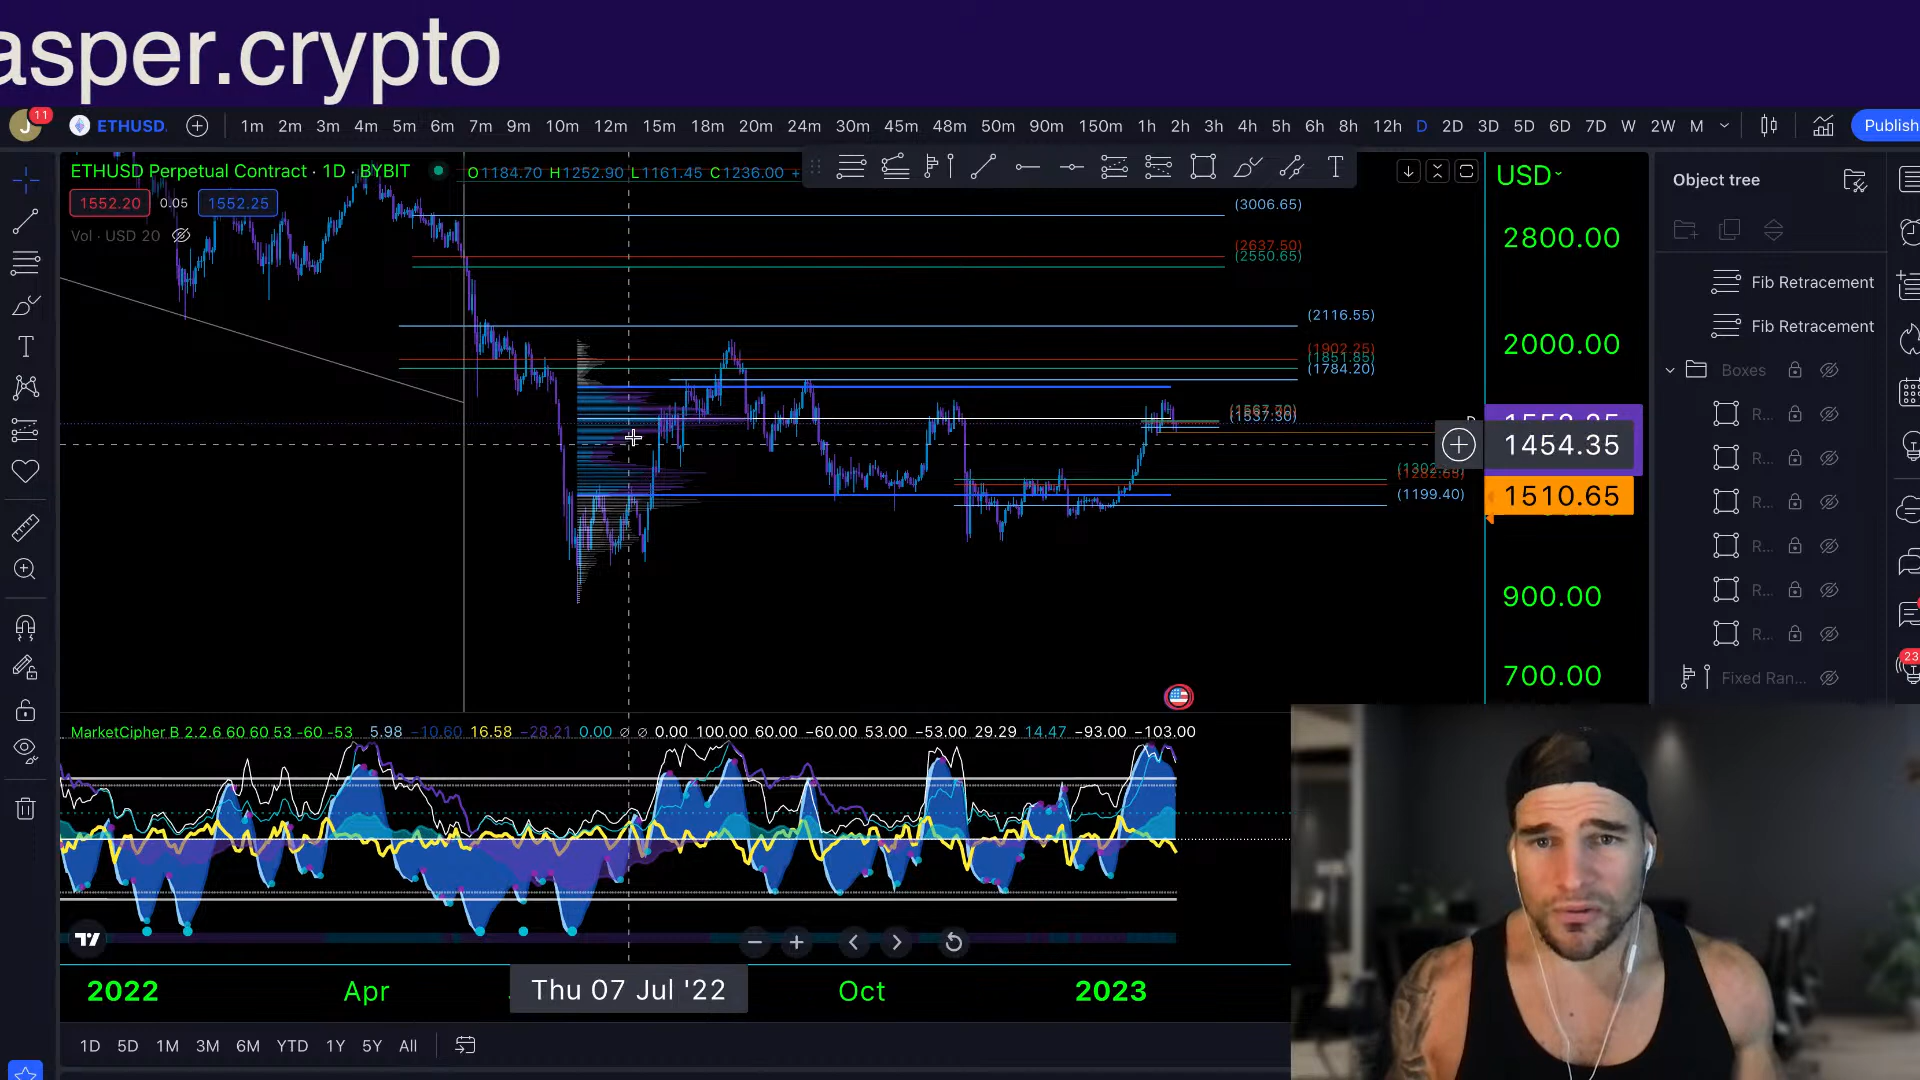 asper.crypto
J 11 ETHUSD. 1m 2m 3m 4m 5m 6m 7m 9m 10m 12m 15m 18m 20m 24m 30m 45m 48m 50m 90m 150m 1h 2h 3h 4h 5h 6h 8h 12h D 2D 3D 5D 6D 7D W 2W M Publish
ETHUSD Perpetual Contract · 1D · BYBIT O1184.70 H1252.90 L1161.45 C1236.00 +
T
USD
Object tree
1552.20 0.05 1552.25
Vol · USD 20
(3006.65)
2800.00
(2637.50)
(2550.65)
Fib Retracement
(2116.55)
Fib Retracement
T
(1902.25)
(1851.85)
(1784.20)
2000.00
Boxes
(1537.30)
R...
1454.35
R...
(1199.40)
1510.65
R...
R...
900.00
R...
R...
700.00
Fixed Ran...
23
MarketCipher B 2.2.6 60 60 53 −60 −53 5.98 −10.60 16.58 −28.21 0.00 ∅ ∅ 0.00 100.00 60.00 −60.00 53.00 −53.00 29.29 14.47 −93.00 −103.00
2022 Apr Thu 07 Jul '22 Oct 2023
1D 5D 1M 3M 6M YTD 1Y 5Y All